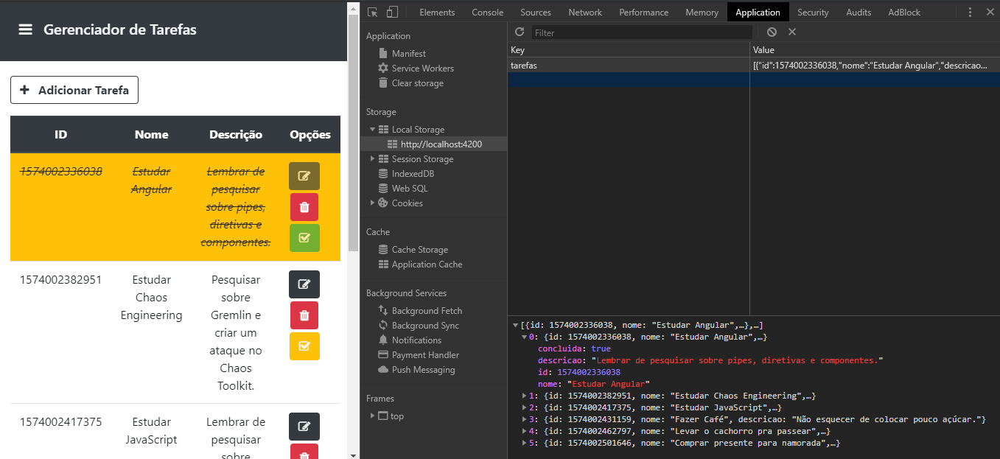 Gerenciador de Tarefas
Adicionar Tarefa
ID Nome Descrição Opções
1574002336038 Estudar Lembrar de
Angular pesquisar
sobre pipes,
diretivas e
componentes.
1574002382951 Estudar Pesquisar
Chaos sobre
Engineering Gremlin e
criar um
ataque no
Chaos
Toolkit.
1574002417375 Estudar Lembrar de
JavaScript pesquisar
sobre
Elements Console Sources Network Performance Memory Application Security Audits AdBlock
Application
Manifest
Service Workers
Clear storage
Storage
Local Storage
http://localhost:4200
Session Storage
IndexedDB
Web SQL
Cookies
Cache
Cache Storage
Application Cache
Background Services
Background Fetch
Background Sync
Notifications
Payment Handler
Push Messaging
Frames
top
Filter
Key Value
tarefas [{"id":1574002336038,"nome":"Estudar Angular","descricao...
[{id: 1574002336038, nome: "Estudar Angular",…},…]
0: {id: 1574002336038, nome: "Estudar Angular",…}
concluida: true
descricao: "Lembrar de pesquisar sobre pipes, diretivas e componentes."
id: 1574002336038
nome: "Estudar Angular"
1: {id: 1574002382951, nome: "Estudar Chaos Engineering",…}
2: {id: 1574002417375, nome: "Estudar JavaScript",…}
3: {id: 1574002431159, nome: "Fazer Café", descricao: "Não esquecer de colocar pouco açúcar."}
4: {id: 1574002462797, nome: "Levar o cachorro pra passear",…}
5: {id: 1574002501646, nome: "Comprar presente para namorada",…}